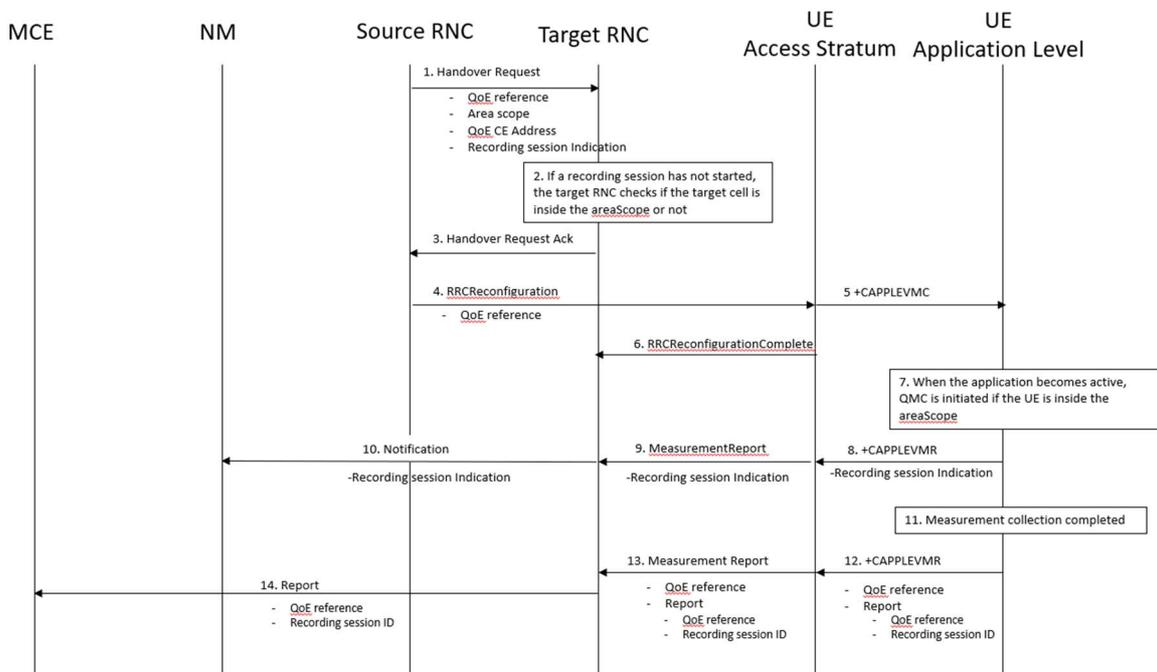 MCE
NM
Source RNC
Target RNC
UE
Access Stratum
UE
Application Level
1. Handover Request
- QoE reference
- Area scope
- QoE CE Address
- Recording session Indication
2. If a recording session has not started,
the target RNC checks if the target cell is
inside the areaScope or not
3. Handover Request Ack
4. RRCReconfiguration
- QoE reference
5 +CAPPLEVMC
6. RRCReconfigurationComplete
7. When the application becomes active,
QMC is initiated if the UE is inside the
areaScope
10. Notification
-Recording session Indication
9. MeasurementReport
-Recording session Indication
8. +CAPPLEVMR
-Recording session Indication
11. Measurement collection completed
13. Measurement Report
- QoE reference
- Report
- QoE reference
- Recording session ID
12. +CAPPLEVMR
- QoE reference
- Report
- QoE reference
- Recording session ID
14. Report
- QoE reference
- Recording session ID